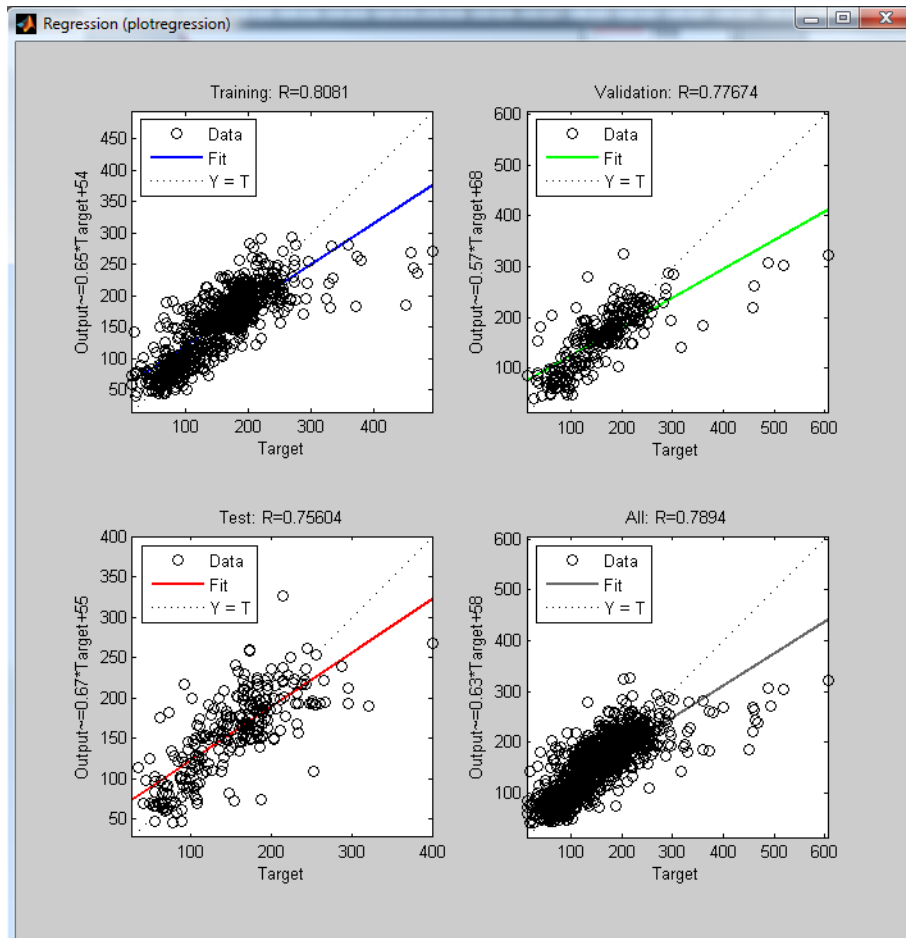 Regression (plotregression)
Training: R=0.8081
Output~=0.65*Target+54
450
400
350
300
250
200
150
100
50
Data
Fit
Y = T
100
200
300
400
Target
Validation: R=0.77674
Output~=0.57*Target+68
600
500
400
300
200
100
Data
Fit
Y = T
100
200
300
400
500
600
Target
Test: R=0.75604
Output~=0.67*Target+55
400
350
300
250
200
150
100
50
Data
Fit
Y = T
100
200
300
400
Target
All: R=0.7894
Output~=0.63*Target+58
600
500
400
300
200
100
Data
Fit
Y = T
100
200
300
400
500
600
Target